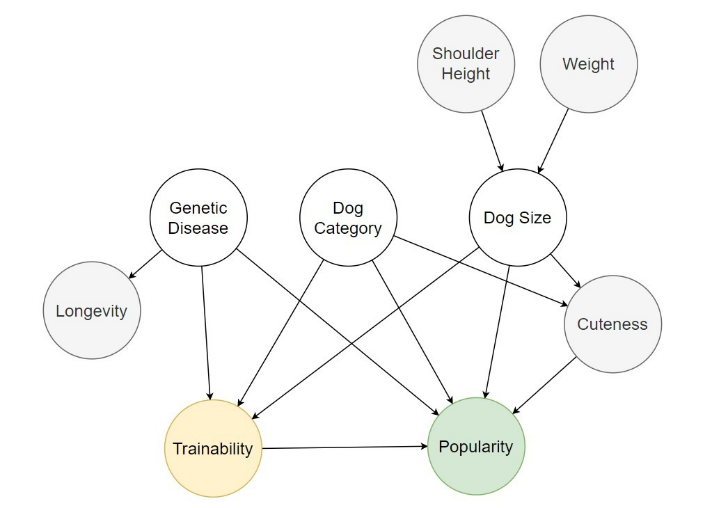 Shoulder
Height
Weight
Genetic
Disease
Dog
Category
Dog Size
Longevity
Cuteness
Trainability
Popularity